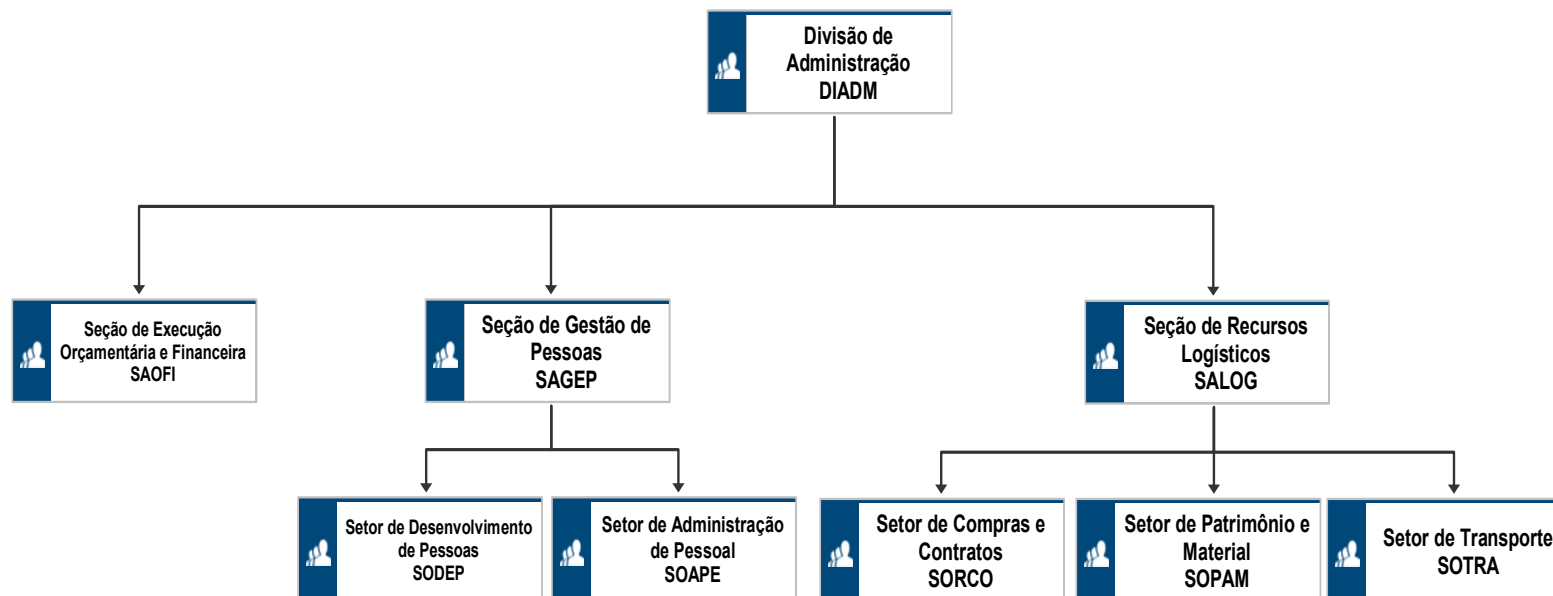 Divisão de
Administração
DIADM
Seção de Execução
Orçamentária e Financeira
SAOFI
Seção de Gestão de
Pessoas
SAGEP
Seção de Recursos
Logísticos
SALOG
Setor de Desenvolvimento
de Pessoas
SODEP
Setor de Administração
de Pessoal
SOAPE
Setor de Compras e
Contratos
SORCO
Setor de Patrimônio e
Material
SOPAM
Setor de Transporte
SOTRA